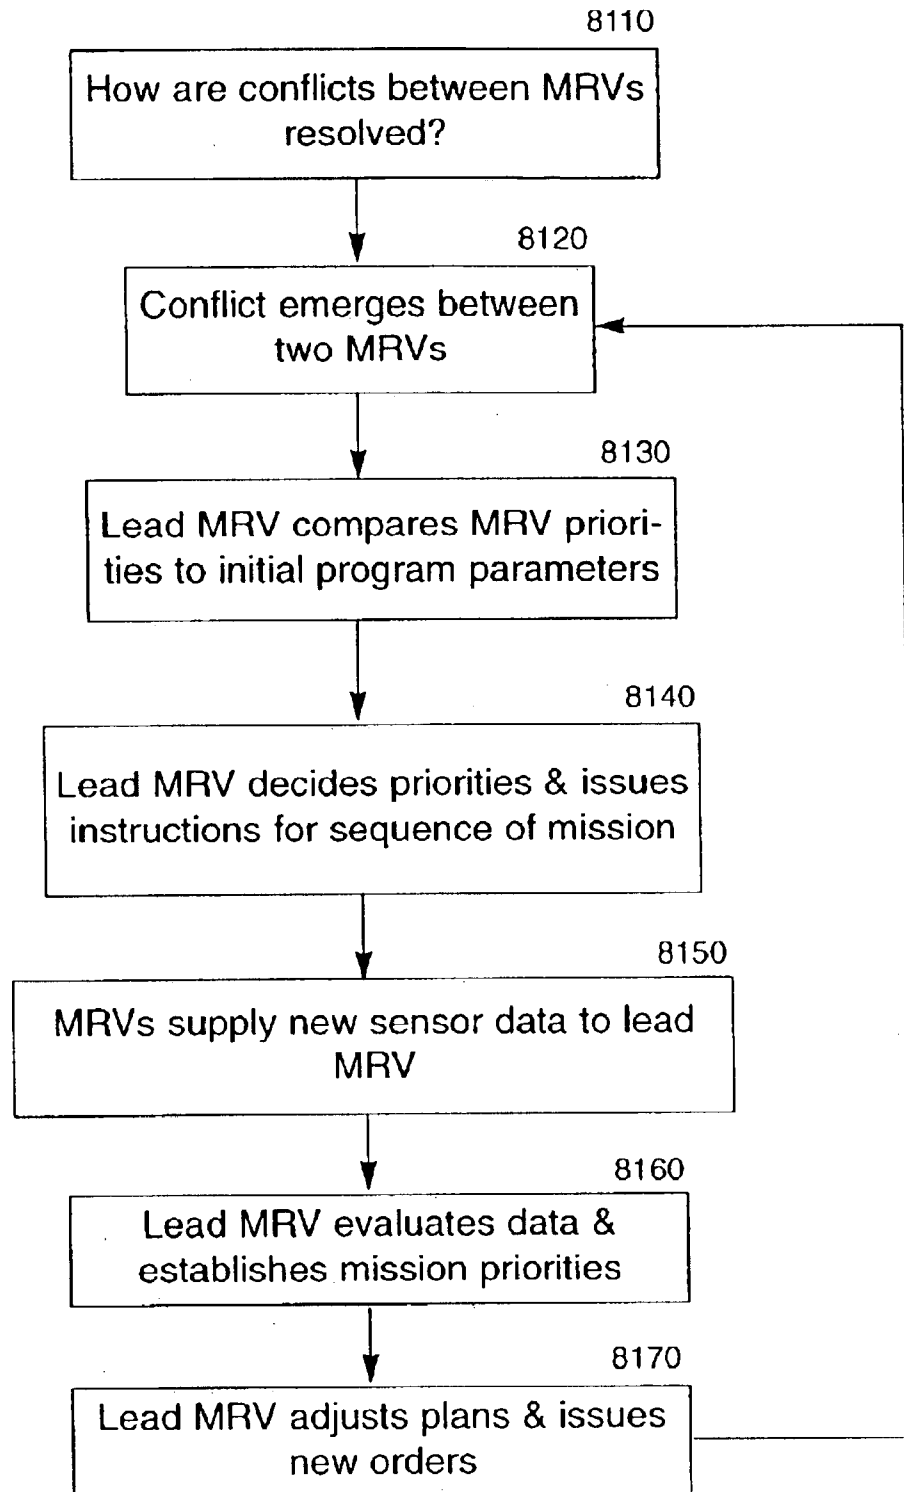 8110
How are conflicts between MRVs
resolved?
8120
Conflict emerges between
two MRVs
8130
Lead MRV compares MRV priori-
ties to initial program parameters
8140
Lead MRV decides priorities & issues
instructions for sequence of mission
8150
MRVs supply new sensor data to lead
MRV
8160
Lead MRV evaluates data &
establishes mission priorities
8170
Lead MRV adjusts plans & issues
new orders